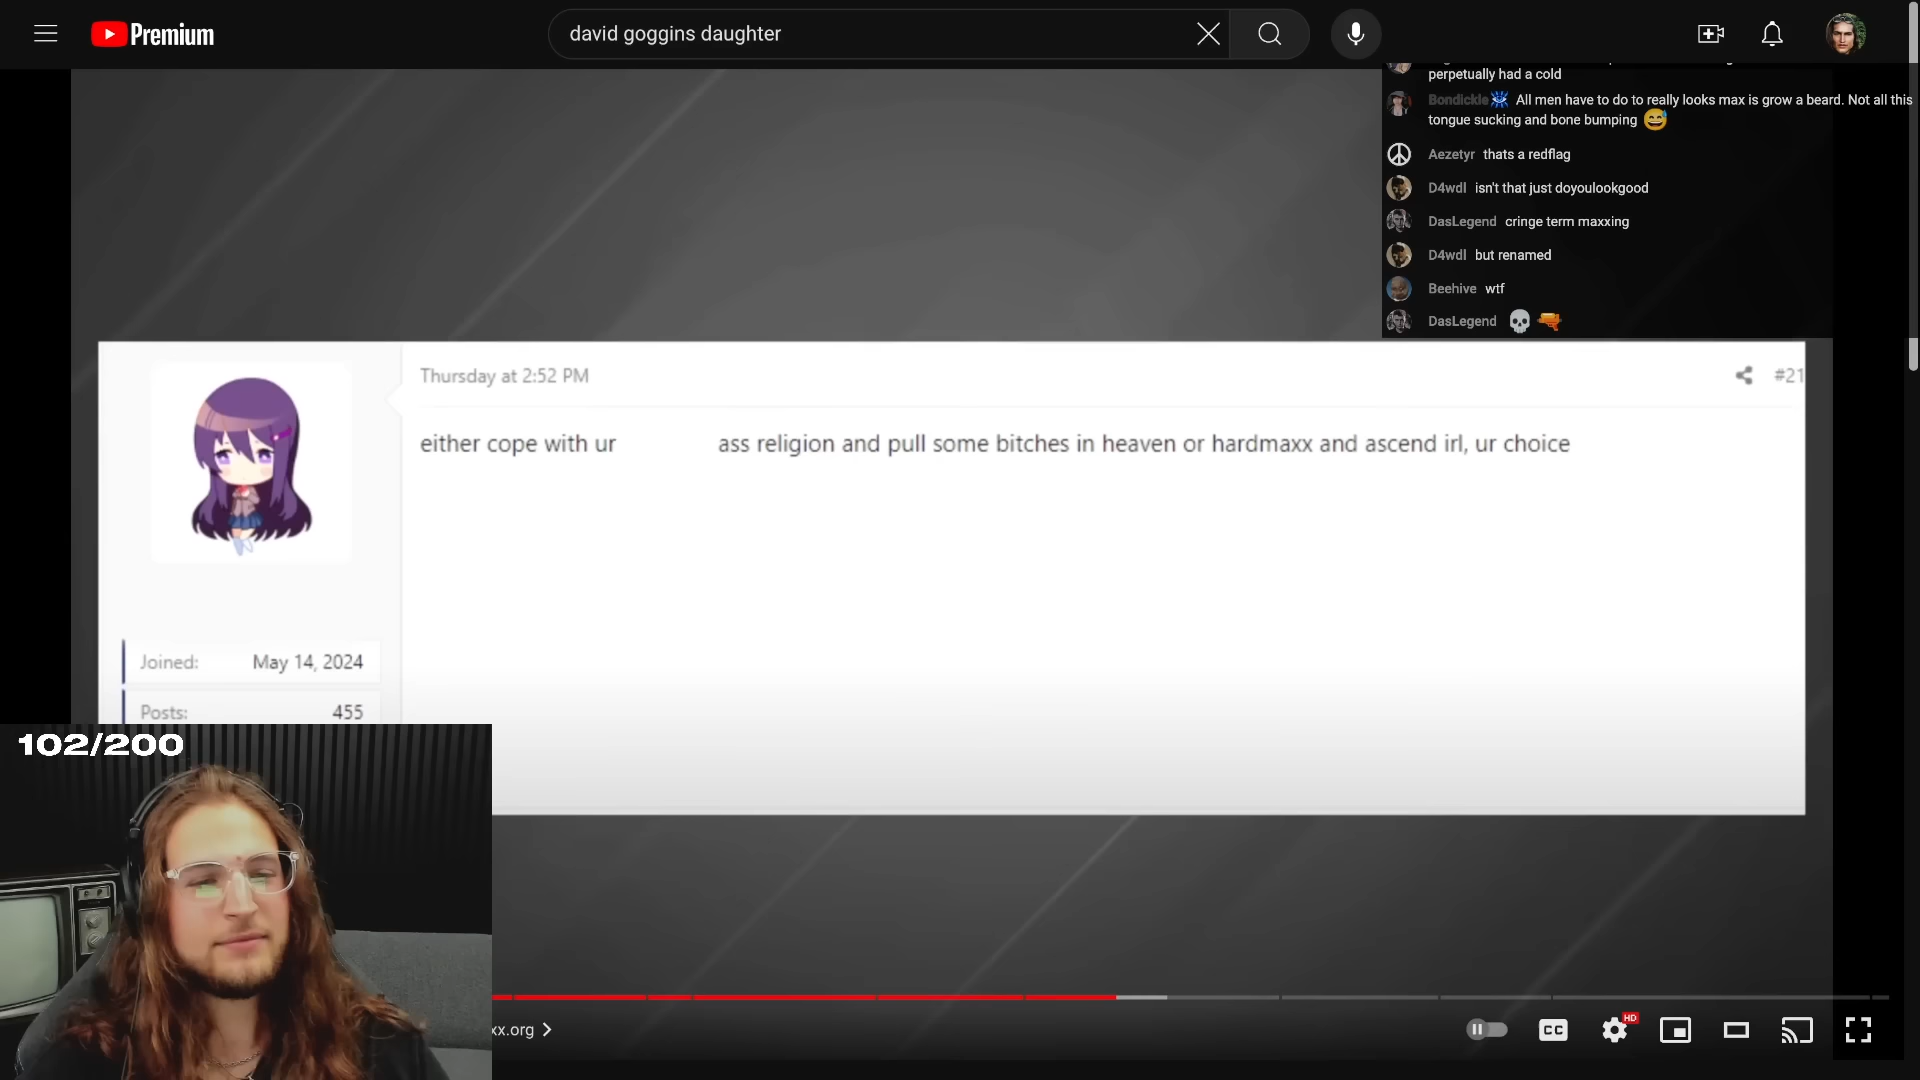 Premium
david goggins daughter
perpetually had a cold
Bondickle All men have to do to really looks max is grow a beard. Not all this
tongue sucking and bone bumping
Aezetyr thats a redflag
D4wdl isn't that just doyoulookgood
DasLegend cringe term maxxing
D4wdl but renamed
Beehive wtf
DasLegend
Thursday at 2:52 PM
#21
either cope with ur ass religion and pull some bitches in heaven or hardmaxx and ascend irl, ur choice
Joined: May 14, 2024
Posts: 455
102/200
xx.org
CC
HD